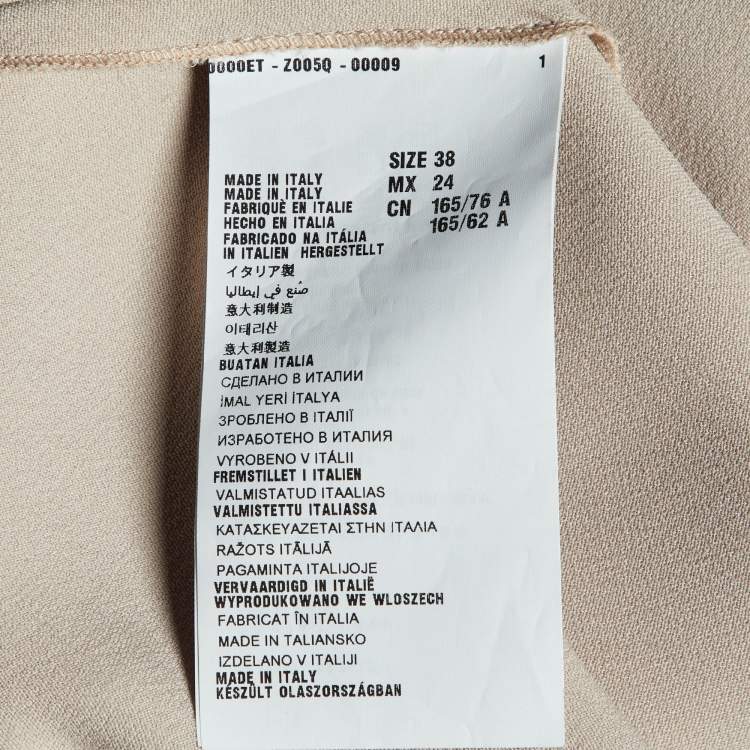 0000ET - Z005Q - 00009 1
SIZE 38
MX 24
CN 165/76 A
165/62 A
MADE IN ITALY
MADE IN ITALY
FABRIQUÈ EN ITALIE
HECHO EN ITALIA
FABRICADO NA ITÁLIA
IN ITALIEN HERGESTELLT
イタリア製
صُنع في إيطاليا
意大利制造
이테리산
意大利製造
BUATAN ITALIA
СДЕЛАНО В ИТАЛИИ
İMAL YERİ İTALYA
ЗРОБЛЕНО В ІТАЛІЇ
ИЗРАБОТЕНО В ИТАЛИЯ
VYROBENO V ITÁLII
FREMSTILLET I ITALIEN
VALMISTATUD ITAALIAS
VALMISTETTU ITALIASSA
ΚΑΤΑΣΚΕΥΑΖΕΤΑΙ ΣΤΗΝ ΙΤΑΛΙΑ
RAŽOTS ITĀLIJĀ
PAGAMINTA ITALIJOJE
VERVAARDIGD IN ITALIË
WYPRODUKOWANO WE WLOSZECH
FABRICAT ÎN ITALIA
MADE IN TALIANSKO
IZDELANO V ITALIJI
MADE IN ITALY
KÉSZÜLT OLASZORSZÁGBAN